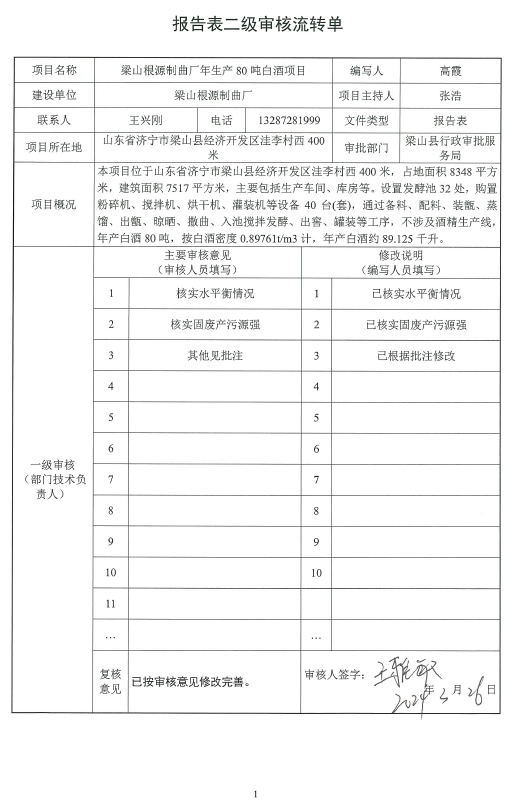 报告表二级审核流转单
项目名称 梁山根源制曲厂年生产 80 吨白酒项目 编写人 高霞
建设单位 梁山根源制曲厂 项目主持人 张浩
联系人 王兴刚 电话 13287281999 文件类型 报告表
项目所在地 山东省济宁市梁山县经济开发区洼李村西 400 米 审批部门 梁山县行政审批服务局
项目概况
本项目位于山东省济宁市梁山县经济开发区洼李村西 400 米，占地面积 8348 平方
米，建筑面积 7517 平方米，主要包括生产车间、库房等。设置发酵池 32 处，购置
粉碎机、搅拌机、烘干机、灌装机等设备 40 台(套)，通过备料、配料、装甑、蒸
馏、出甑、晾晒、撒曲、入池搅拌发酵、出窖、罐装等工序，不涉及酒精生产线，
年产白酒 80 吨，按白酒密度 0.89761t/m3 计，年产白酒约 89.125 千升。
一级审核
（部门技术负
责人）
主要审核意见 修改说明
（审核人员填写） （编写人员填写）
1 核实水平衡情况 1 已核实水平衡情况
2 核实固废产污源强 2 已核实固废产污源强
3 其他见批注 3 已根据批注修改
4 4
5 5
6 6
7 7
8 8
9 9
10 10
11
… …
复核
意见
已按审核意见修改完善。
审核人签字：
2024 年 3 月 26 日
1